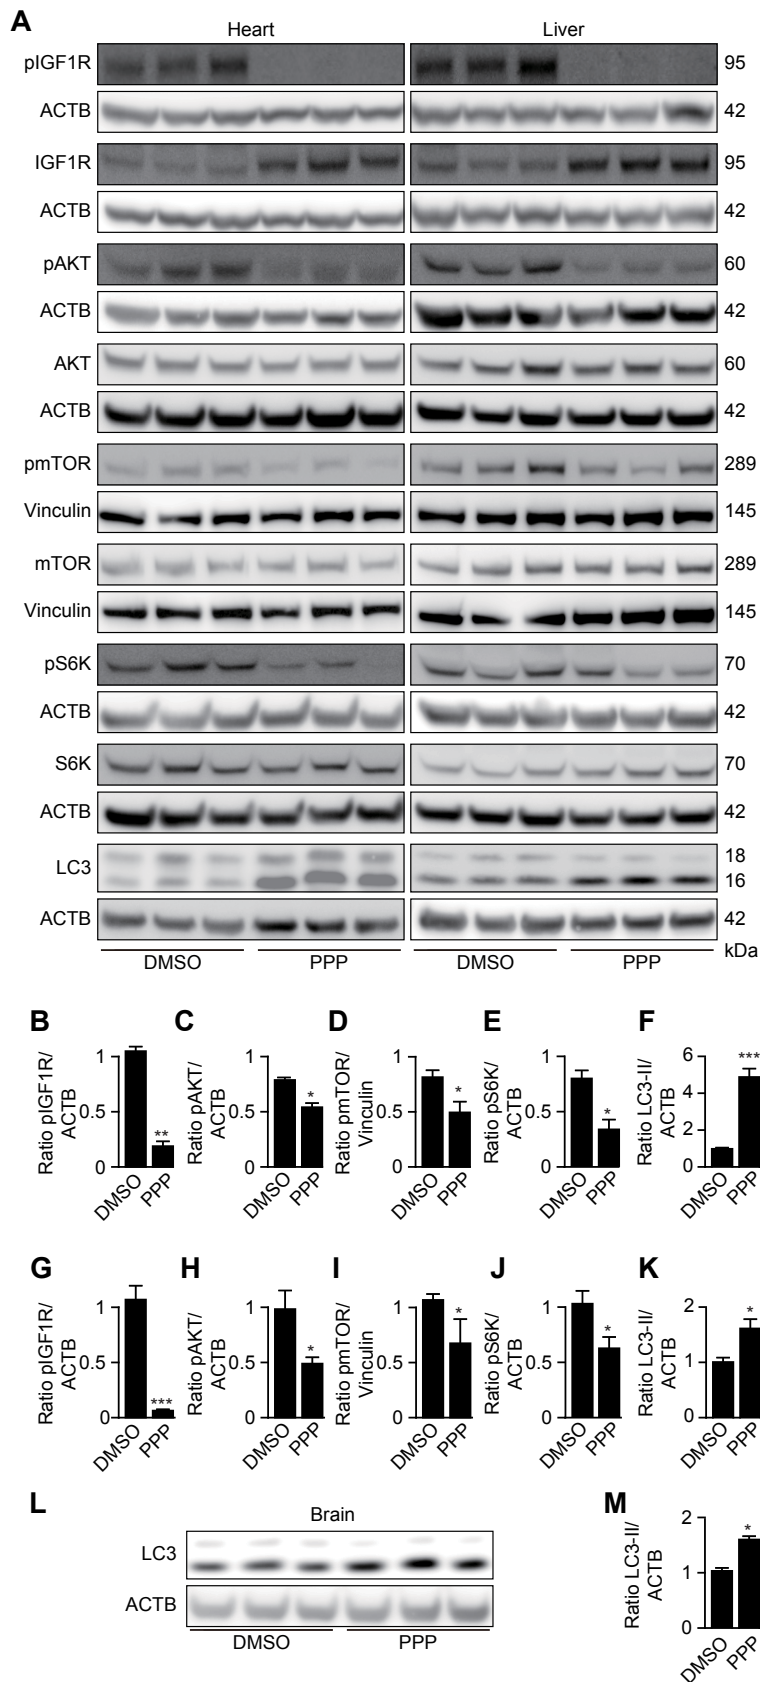 A
Heart Liver
pIGF1R 95
ACTB 42
IGF1R 95
ACTB 42
pAKT 60
ACTB 42
AKT 60
ACTB 42
pmTOR 289
Vinculin 145
mTOR 289
Vinculin 145
pS6K 70
ACTB 42
S6K 70
ACTB 42
18
LC3
16
ACTB 42
kDa
DMSO PPP DMSO PPP
B
Ratio pIGF1R/
ACTB
1
0.5
0
**
DMSO
PPP
C
Ratio pAKT/
ACTB
1
0.5
0
*
DMSO
PPP
D
Ratio pmTOR/
Vinculin
1
0.5
0
*
DMSO
PPP
E
Ratio pS6K/
ACTB
1
0.5
0
*
DMSO
PPP
F
Ratio LC3-II/
ACTB
6
4
2
0
***
DMSO
PPP
G
Ratio pIGF1R/
ACTB
1
0.5
0
***
DMSO
PPP
H
Ratio pAKT/
ACTB
1
0.5
0
*
DMSO
PPP
I
Ratio pmTOR/
Vinculin
1
0.5
0
*
DMSO
PPP
J
Ratio pS6K/
ACTB
1
0.5
0
*
DMSO
PPP
K
Ratio LC3-II/
ACTB
2
1
0
*
DMSO
PPP
L
Brain
LC3
ACTB
DMSO PPP
M
Ratio LC3-II/
ACTB
2
1
0
*
DMSO
PPP